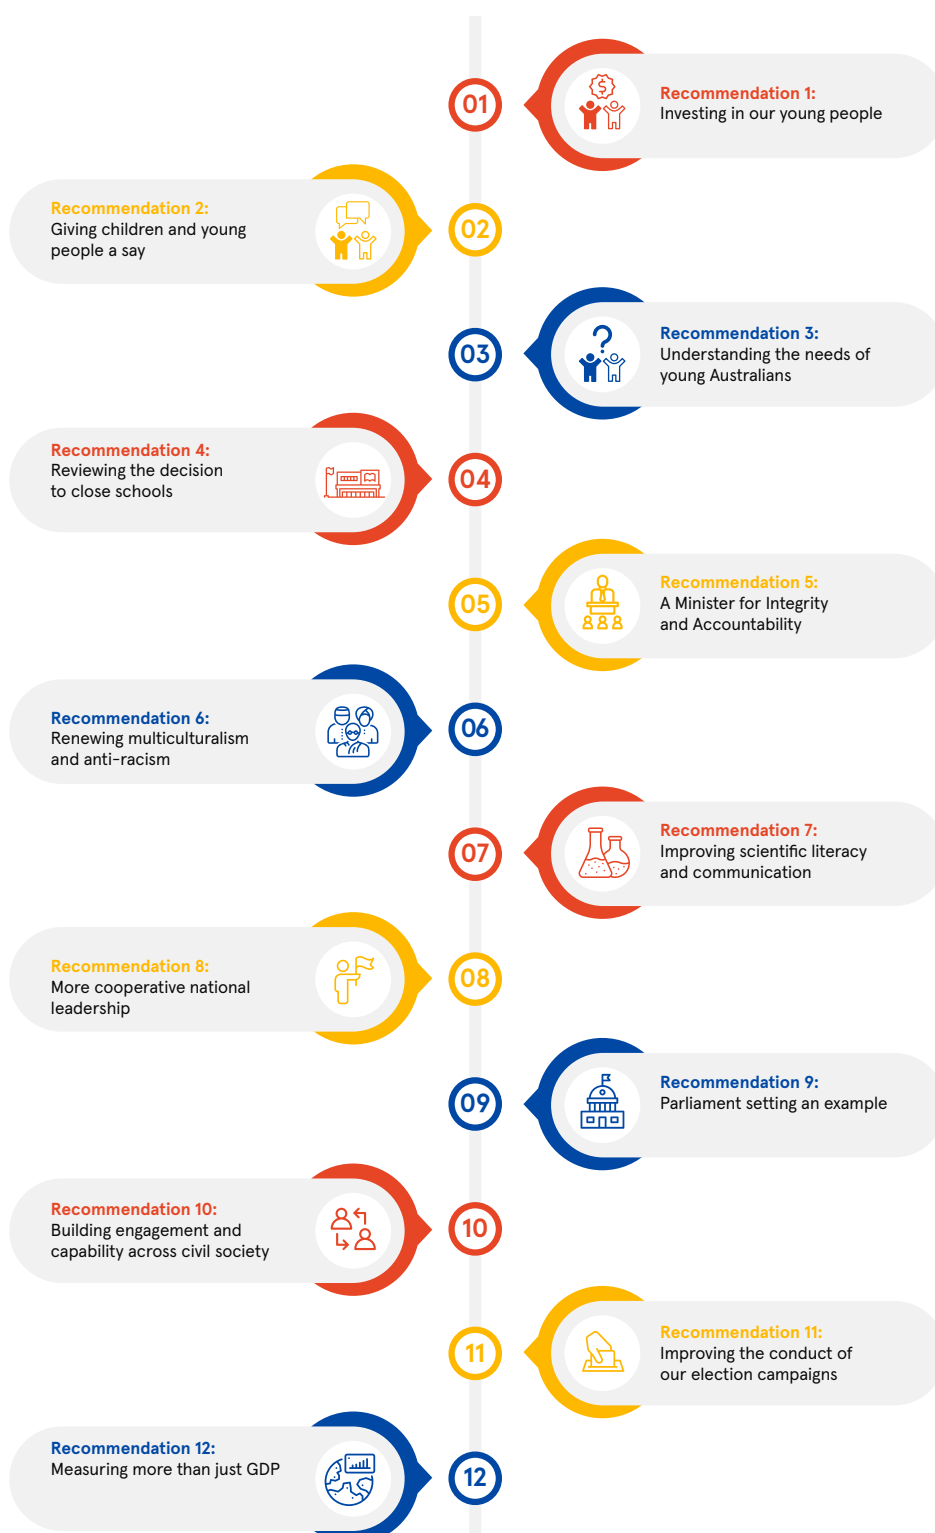 01
Recommendation 1:
Investing in our young people
Recommendation 2:
Giving children and young
people a say
02
03
Recommendation 3:
Understanding the needs of
young Australians
Recommendation 4:
Reviewing the decision
to close schools
04
05
Recommendation 5:
A Minister for Integrity
and Accountability
Recommendation 6:
Renewing multiculturalism
and anti-racism
06
07
Recommendation 7:
Improving scientific literacy
and communication
Recommendation 8:
More cooperative national
leadership
08
09
Recommendation 9:
Parliament setting an example
Recommendation 10:
Building engagement and
capability across civil society
10
11
Recommendation 11:
Improving the conduct of
our election campaigns
Recommendation 12:
Measuring more than just GDP
12